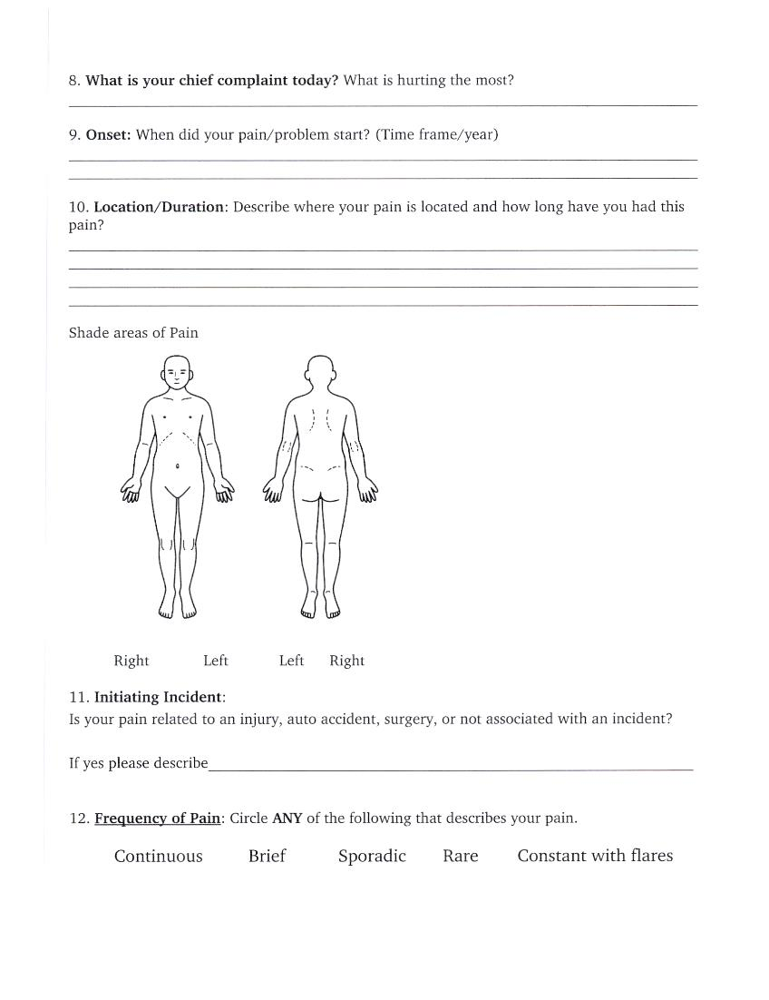 8. What is your chief complaint today? What is hurting the most?
9. Onset: When did your pain/problem start? (Time frame/year)
10. Location/Duration: Describe where your pain is located and how long have you had this
pain?
Shade areas of Pain
Right Left Left Right
11. Initiating Incident:
Is your pain related to an injury, auto accident, surgery, or not associated with an incident?
If yes please describe
12. Frequency of Pain: Circle ANY of the following that describes your pain.
Continuous Brief Sporadic Rare Constant with flares